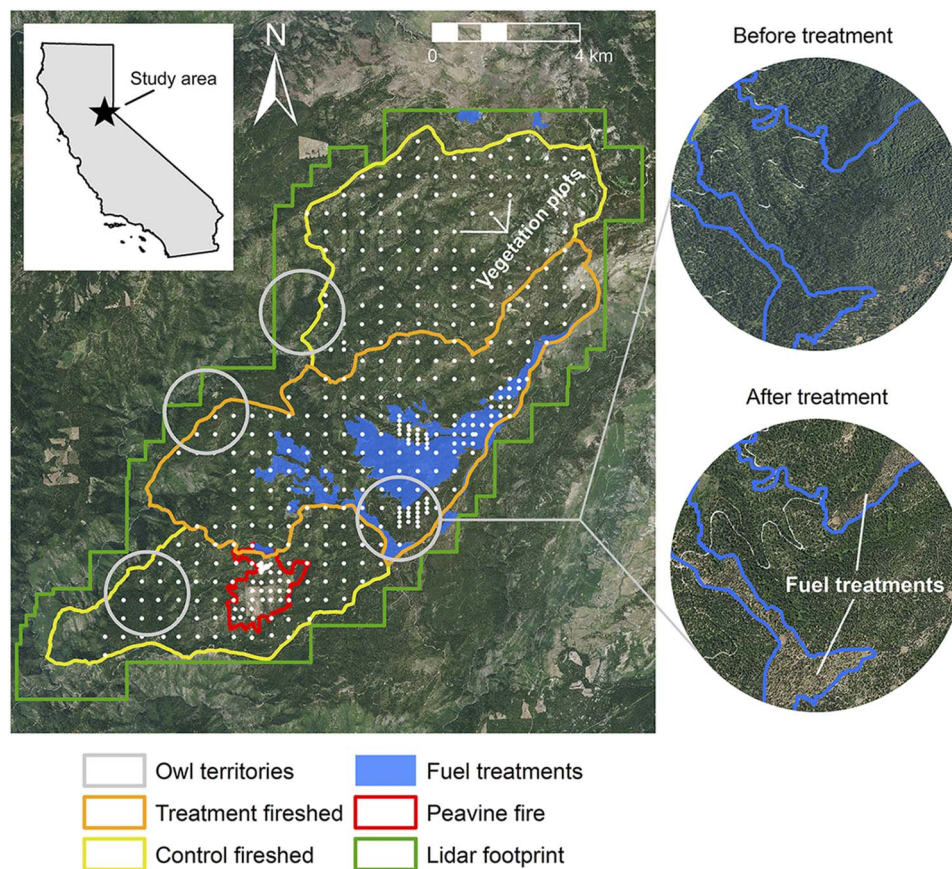 Study area
N
0 4 km
Vegetation plots
Before treatment
After treatment
Fuel treatments
Owl territories
Fuel treatments
Treatment fireshed
Peavine fire
Control fireshed
Lidar footprint